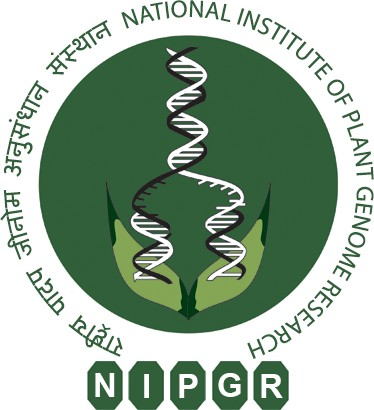 राष्ट्रीय पादप जीनोम अनुसंधान संस्थान
NATIONAL INSTITUTE OF PLANT GENOME RESEARCH
NIPGR